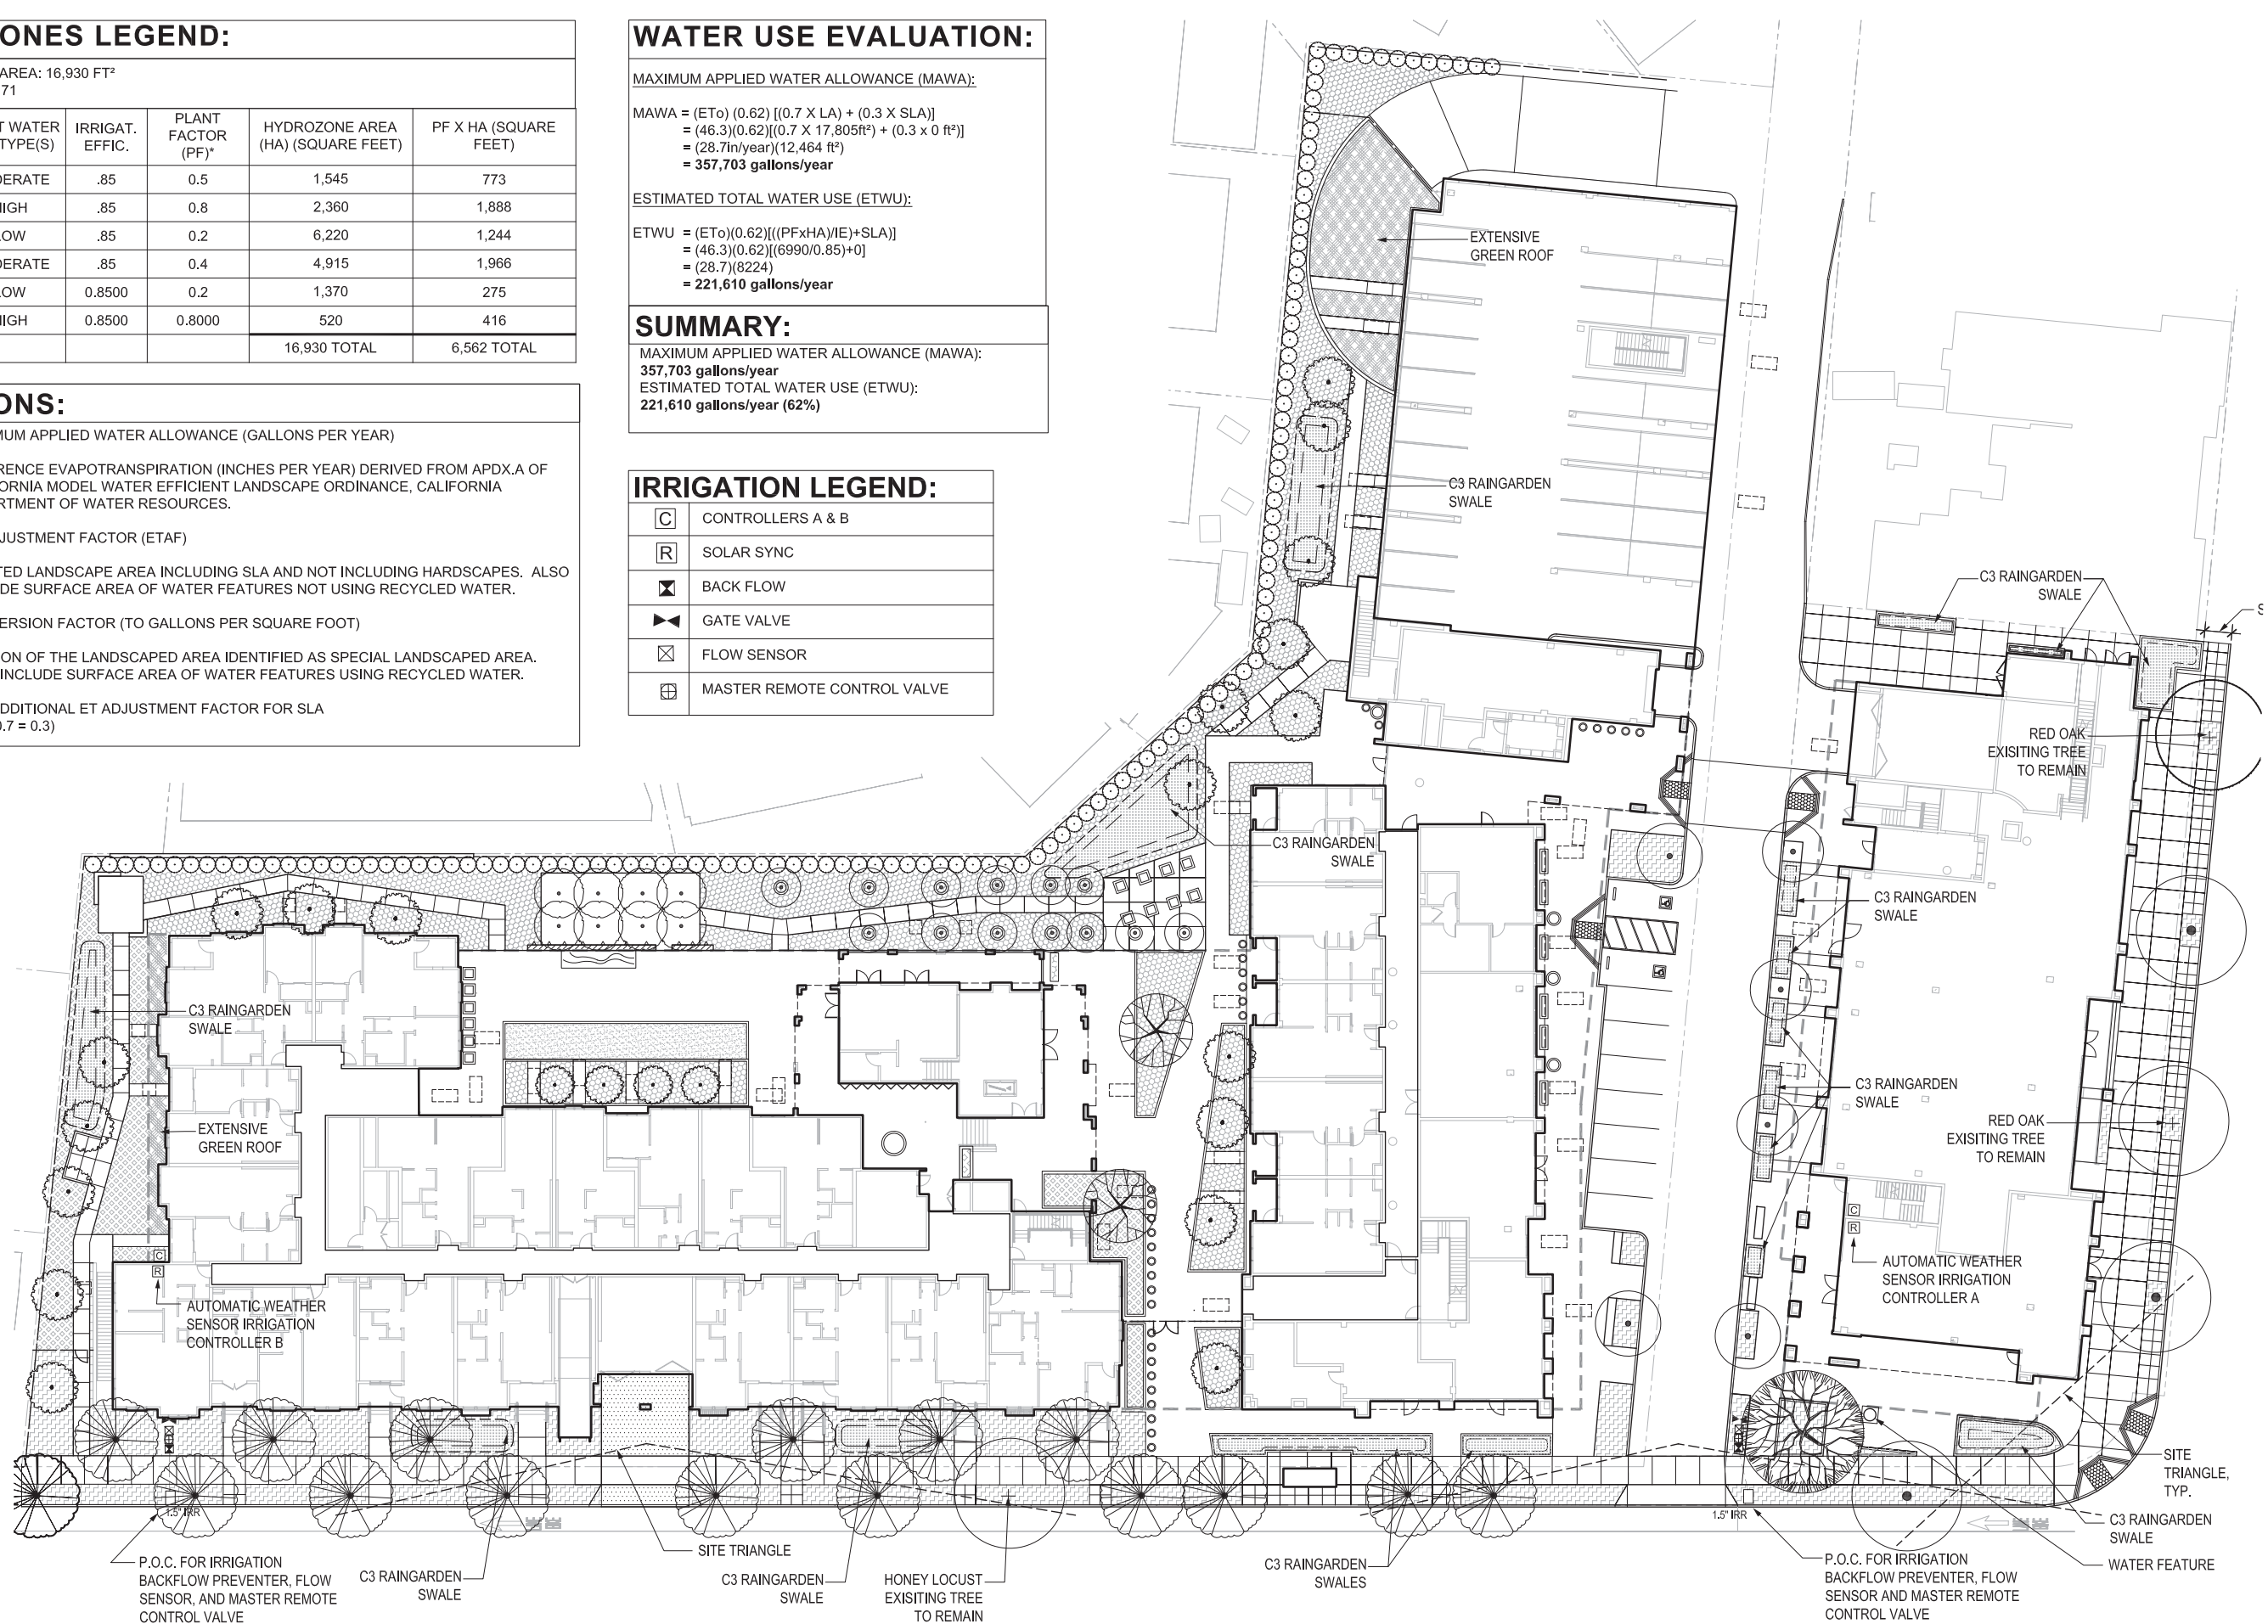 ONES LEGEND:
AREA: 16,930 FT²
71
T WATER TYPE(S) IRRIGAT. EFFIC. PLANT FACTOR (PF)* HYDROZONE AREA (HA) (SQUARE FEET) PF X HA (SQUARE FEET)
DERATE .85 0.5 1,545 773
HIGH .85 0.8 2,360 1,888
LOW .85 0.2 6,220 1,244
DERATE .85 0.4 4,915 1,966
LOW 0.8500 0.2 1,370 275
HIGH 0.8500 0.8000 520 416
16,930 TOTAL 6,562 TOTAL
ONS:
MUM APPLIED WATER ALLOWANCE (GALLONS PER YEAR)
RENCE EVAPOTRANSPIRATION (INCHES PER YEAR) DERIVED FROM APDX.A OF
ORNIA MODEL WATER EFFICIENT LANDSCAPE ORDINANCE, CALIFORNIA
RTMENT OF WATER RESOURCES.
JUSTMENT FACTOR (ETAF)
TED LANDSCAPE AREA INCLUDING SLA AND NOT INCLUDING HARDSCAPES. ALSO
DE SURFACE AREA OF WATER FEATURES NOT USING RECYCLED WATER.
ERSION FACTOR (TO GALLONS PER SQUARE FOOT)
ON OF THE LANDSCAPED AREA IDENTIFIED AS SPECIAL LANDSCAPED AREA.
INCLUDE SURFACE AREA OF WATER FEATURES USING RECYCLED WATER.
DDITIONAL ET ADJUSTMENT FACTOR FOR SLA
0.7 = 0.3)
WATER USE EVALUATION:
MAXIMUM APPLIED WATER ALLOWANCE (MAWA):
MAWA = (ETo) (0.62) [(0.7 X LA) + (0.3 X SLA)]
= (46.3)(0.62)[(0.7 X 17,805ft²) + (0.3 x 0 ft²)]
= (28.7in/year)(12,464 ft²)
= 357,703 gallons/year
ESTIMATED TOTAL WATER USE (ETWU):
ETWU = (ETo)(0.62)[((PFxHA)/IE)+SLA)]
= (46.3)(0.62)[(6990/0.85)+0]
= (28.7)(8224)
= 221,610 gallons/year
SUMMARY:
MAXIMUM APPLIED WATER ALLOWANCE (MAWA):
357,703 gallons/year
ESTIMATED TOTAL WATER USE (ETWU):
221,610 gallons/year (62%)
IRRIGATION LEGEND:
C CONTROLLERS A & B
R SOLAR SYNC
BACK FLOW
GATE VALVE
FLOW SENSOR
MASTER REMOTE CONTROL VALVE
EXTENSIVE
GREEN ROOF
C3 RAINGARDEN
SWALE
C3 RAINGARDEN
SWALE
S
RED OAK
EXISITING TREE
TO REMAIN
C3 RAINGARDEN
SWALE
C3 RAINGARDEN
SWALE
C3 RAINGARDEN
SWALE
C3 RAINGARDEN
SWALE
RED OAK
EXISITING TREE
TO REMAIN
EXTENSIVE
GREEN ROOF
C
R
AUTOMATIC WEATHER
SENSOR IRRIGATION
CONTROLLER A
C
R
AUTOMATIC WEATHER
SENSOR IRRIGATION
CONTROLLER B
SITE
TRIANGLE,
TYP.
1.5" IRR
1.5" IRR
C3 RAINGARDEN
SWALE
SITE TRIANGLE
P.O.C. FOR IRRIGATION
BACKFLOW PREVENTER, FLOW
SENSOR, AND MASTER REMOTE
CONTROL VALVE
C3 RAINGARDEN
SWALE
C3 RAINGARDEN
SWALE
HONEY LOCUST
EXISITING TREE
TO REMAIN
C3 RAINGARDEN
SWALES
P.O.C. FOR IRRIGATION
BACKFLOW PREVENTER, FLOW
SENSOR AND MASTER REMOTE
CONTROL VALVE
WATER FEATURE